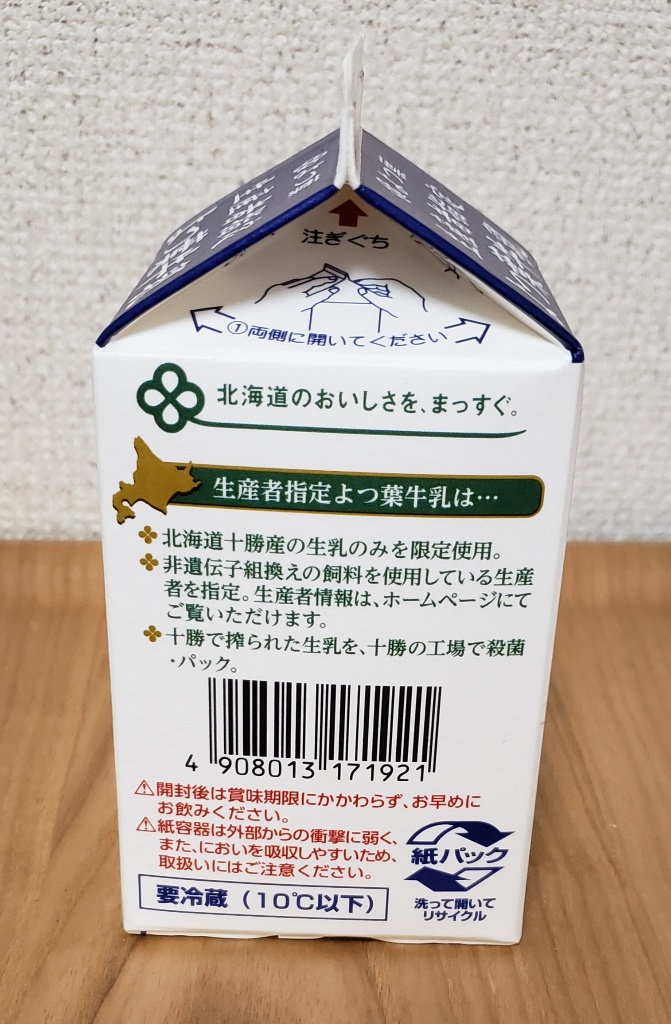 注ぎぐち
①両側に開いてください
北海道のおいしさを、まっすぐ。
生産者指定よつ葉牛乳は…
北海道十勝産の生乳のみを限定使用。
非遺伝子組換えの飼料を使用している生産
者を指定。生産者情報は、ホームページにて
ご覧いただけます。
十勝で搾られた生乳を、十勝の工場で殺菌
・パック。
4 908013 171921
⚠開封後は賞味期限にかかわらず、お早めに
お飲みください。
⚠紙容器は外部からの衝撃に弱く、
また、においを吸収しやすいため、
取扱いにはご注意ください。
要冷蔵（10℃以下）
紙パック
洗って開いて
リサイクル